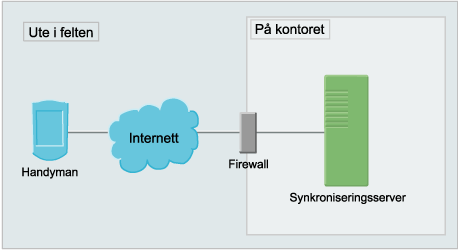 Ute i felten
På kontoret
Internett
Handyman
Firewall
Synkroniseringsserver